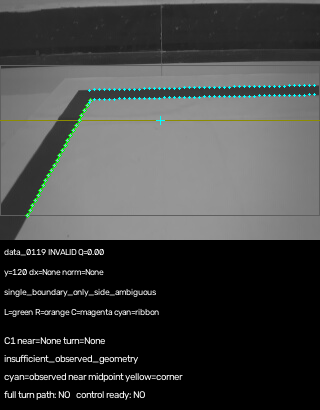 data_0119 INVALID Q=0.00
y=120 dx=None norm=None
single_boundary_only_side_ambiguous
L=green R=orange C=magenta cyan=ribbon
C1 near=None turn=None
insufficient_observed_geometry
cyan=observed near midpoint yellow=corner
full turn path: NO control ready: NO